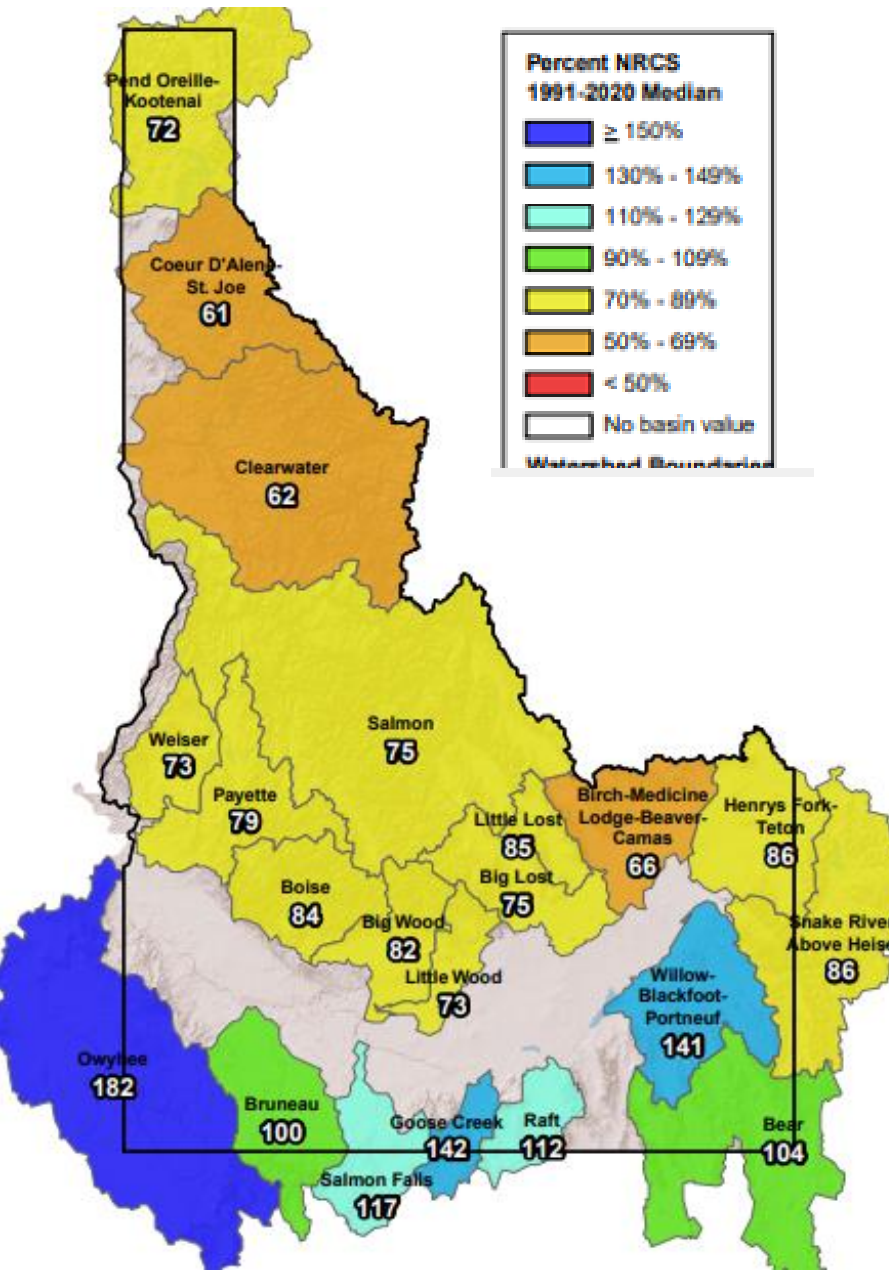 Percent NRCS
1991-2020 Median
≥ 150%
130% - 149%
110% - 129%
90% - 109%
70% - 89%
50% - 69%
< 50%
No basin value
Watershed Boundaries
Pend Oreille-
Kootenai
72
Coeur D'Alene-
St. Joe
61
Clearwater
62
Salmon
75
Weiser
73
Payette
79
Little Lost
85
Birch-Medicine
Lodge-Beaver-
Camas
66
Henrys Fork-
Teton
86
Boise
84
Big Lost
75
Big Wood
82
Little Wood
73
Snake River
Above Heise
86
Willow-
Blackfoot-
Portneuf
141
Owyhee
182
Bruneau
100
Goose Creek
142
Raft
112
Bear
104
Salmon Falls
117